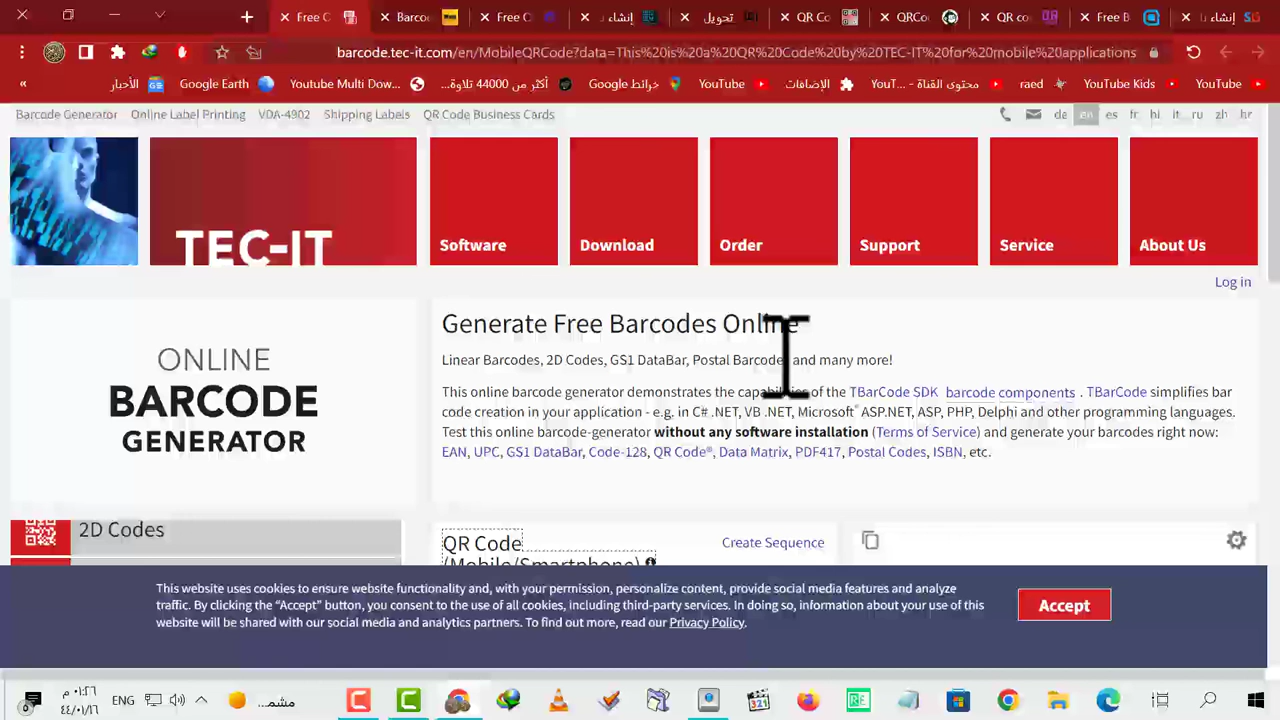 Free C
Barcoo
Free C
إنشاء ر
تحويل
QR Co
QRCo
QR co
Free B
إنشاء ر
barcode.tec-it.com/en/MobileQRCode?data=This%20is%20a%20QR%20Code%20by%20TEC-IT%20for%20mobile%20applications
« الأخبار Google Earth Youtube Multi Dow... أكثر من 44000 تلاوة... خرائط Google YouTube الإضافات محتوى القناة - YouT... raed YouTube Kids YouTube
Barcode Generator Online Label Printing VDA-4902 Shipping Labels QR Code Business Cards de en es fr hi it ru zh hr
TEC-IT Software Download Order Support Service About Us
Log in
ONLINE
BARCODE
GENERATOR
Generate Free Barcodes Online
Linear Barcodes, 2D Codes, GS1 DataBar, Postal Barcodes and many more!
This online barcode generator demonstrates the capabilities of the TBarCode SDK barcode components . TBarCode simplifies bar
code creation in your application - e.g. in C# .NET, VB .NET, Microsoft® ASP.NET, ASP, PHP, Delphi and other programming languages.
Test this online barcode-generator without any software installation (Terms of Service) and generate your barcodes right now:
EAN, UPC, GS1 DataBar, Code-128, QR Code®, Data Matrix, PDF417, Postal Codes, ISBN, etc.
2D Codes
QR Code
(Mobile/Smartphone)
Create Sequence
This website uses cookies to ensure website functionality and, with your permission, personalize content, provide social media features and analyze
traffic. By clicking the “Accept” button, you consent to the use of all cookies, including third-party services. In doing so, information about your use of
this website will be shared with our social media and analytics partners. To find out more, read our Privacy Policy.
Accept
٠١:٢٦ م
٤٤/٠١/١٦
ENG
مشمـ...
321